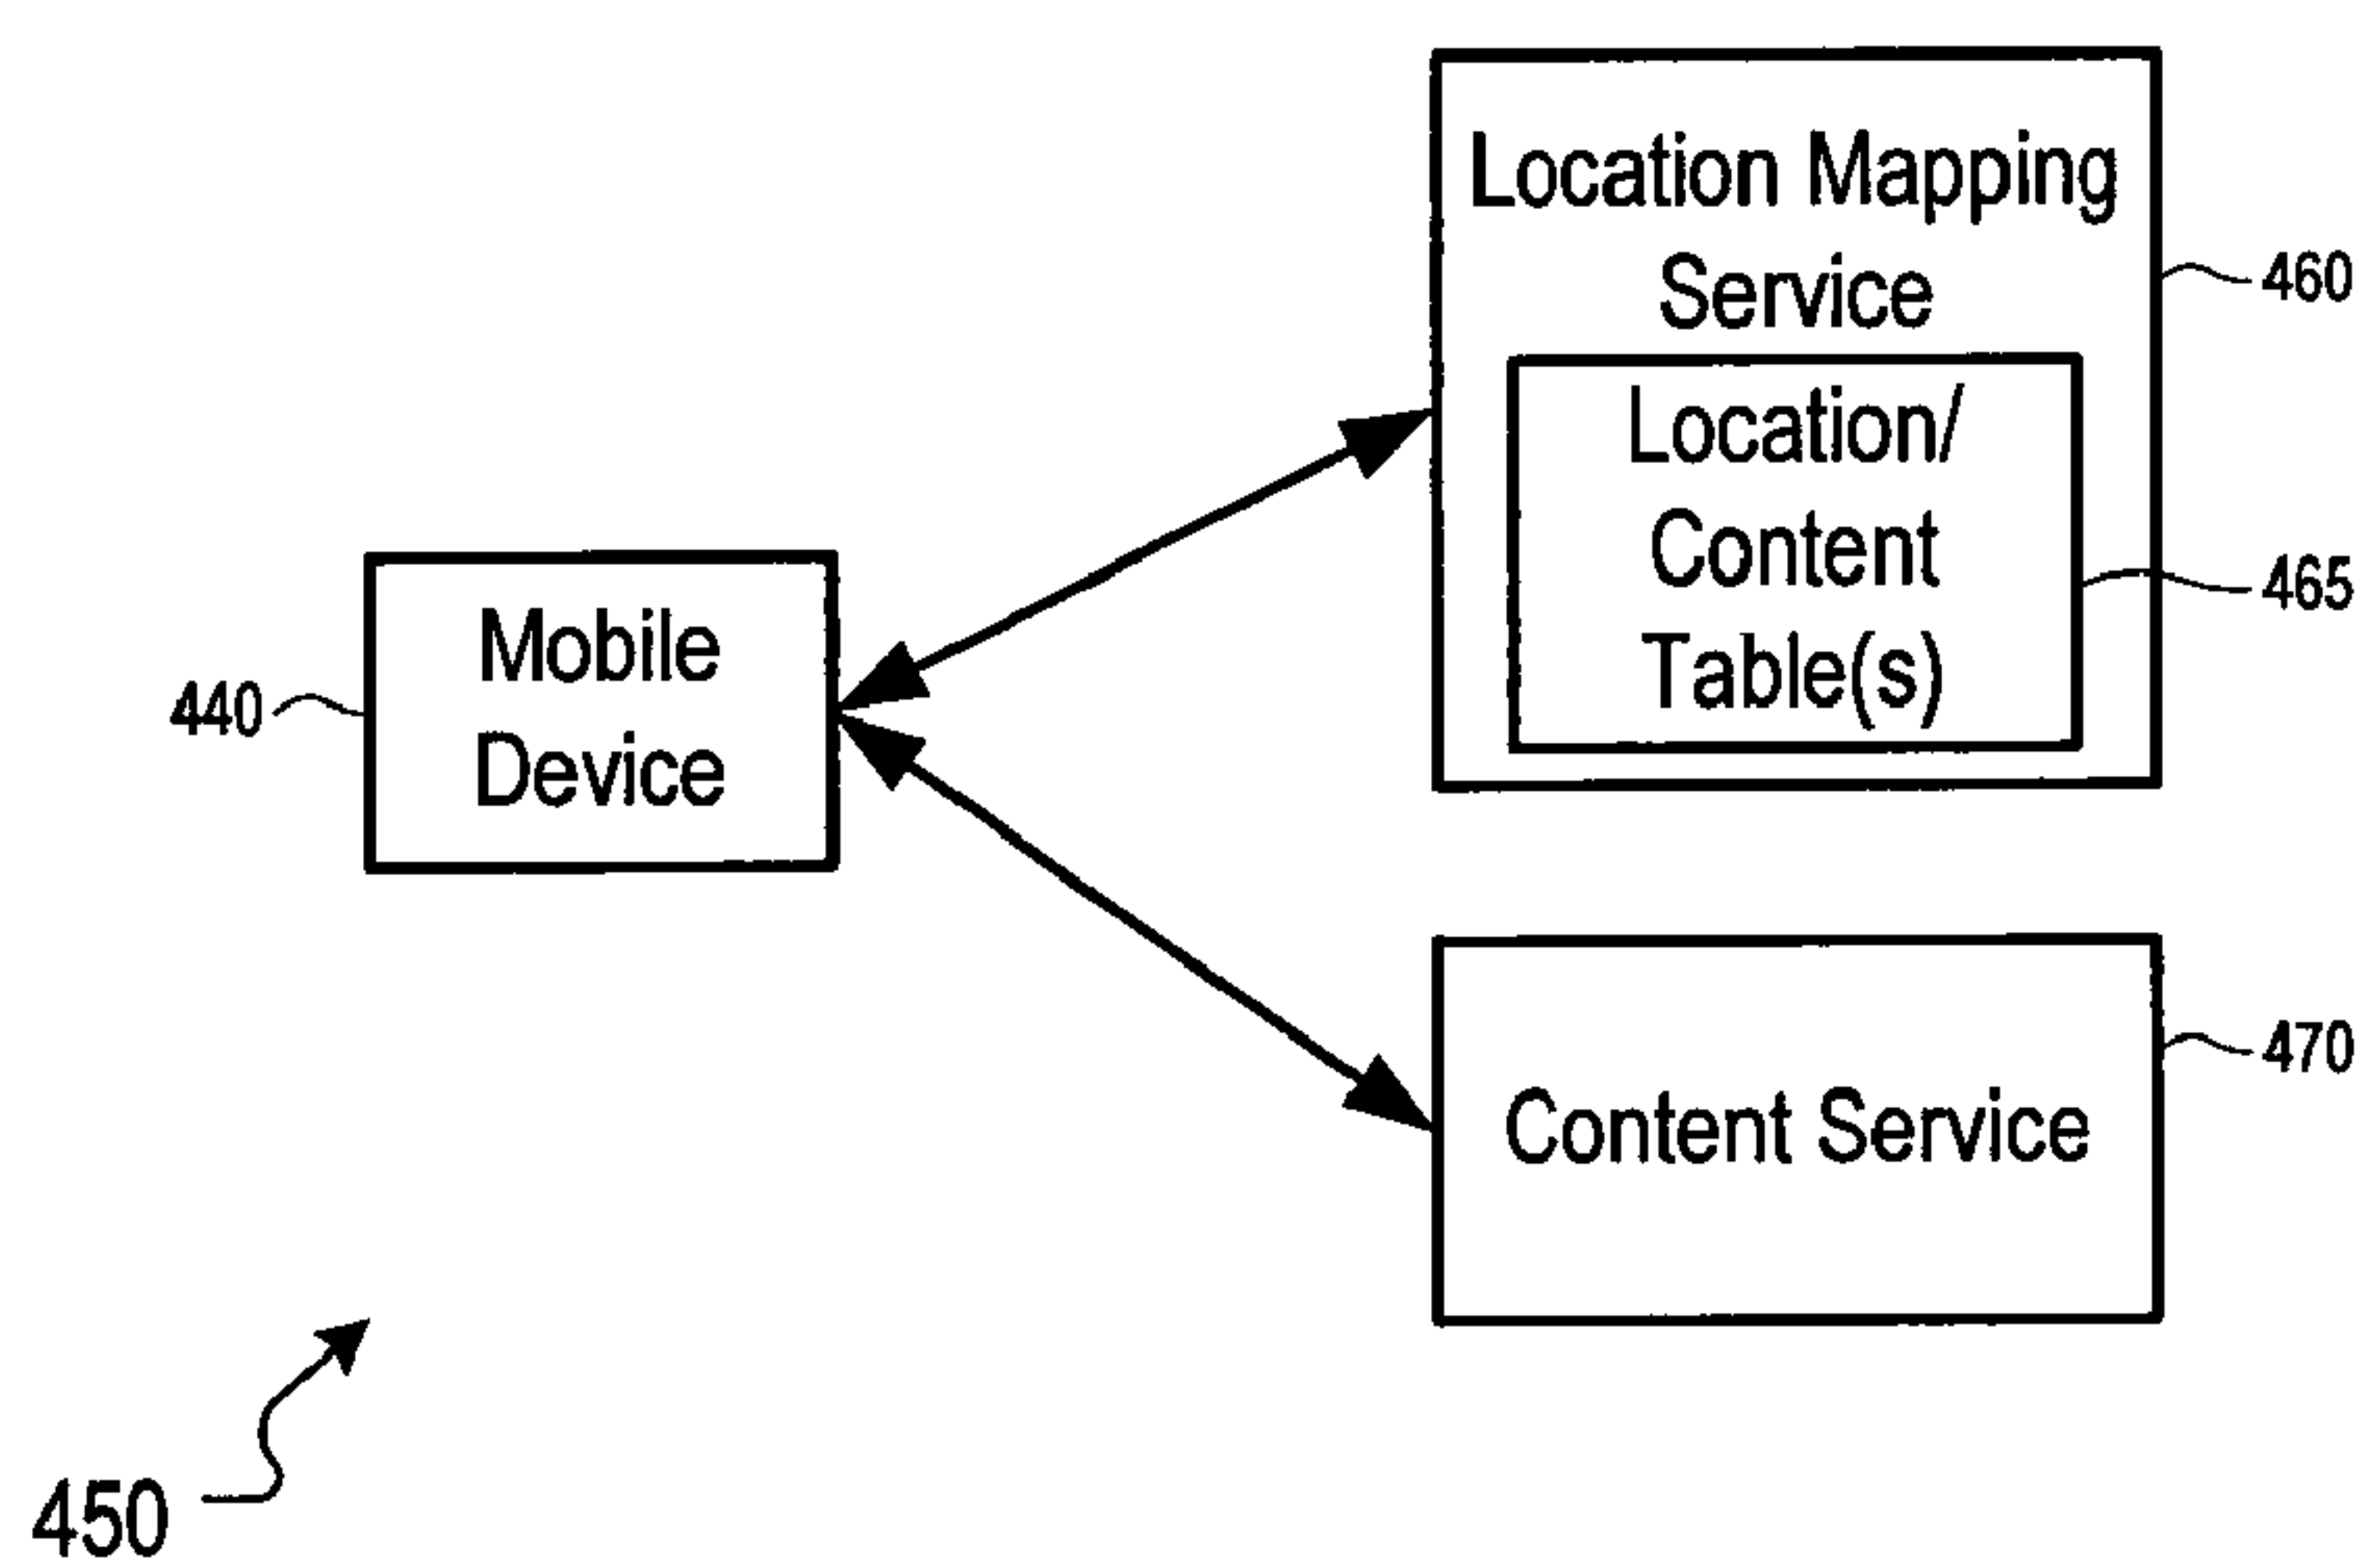 Location Mapping
Service
460
Location/
Content
Table(s)
465
Mobile
Device
440
470
Content Service
450